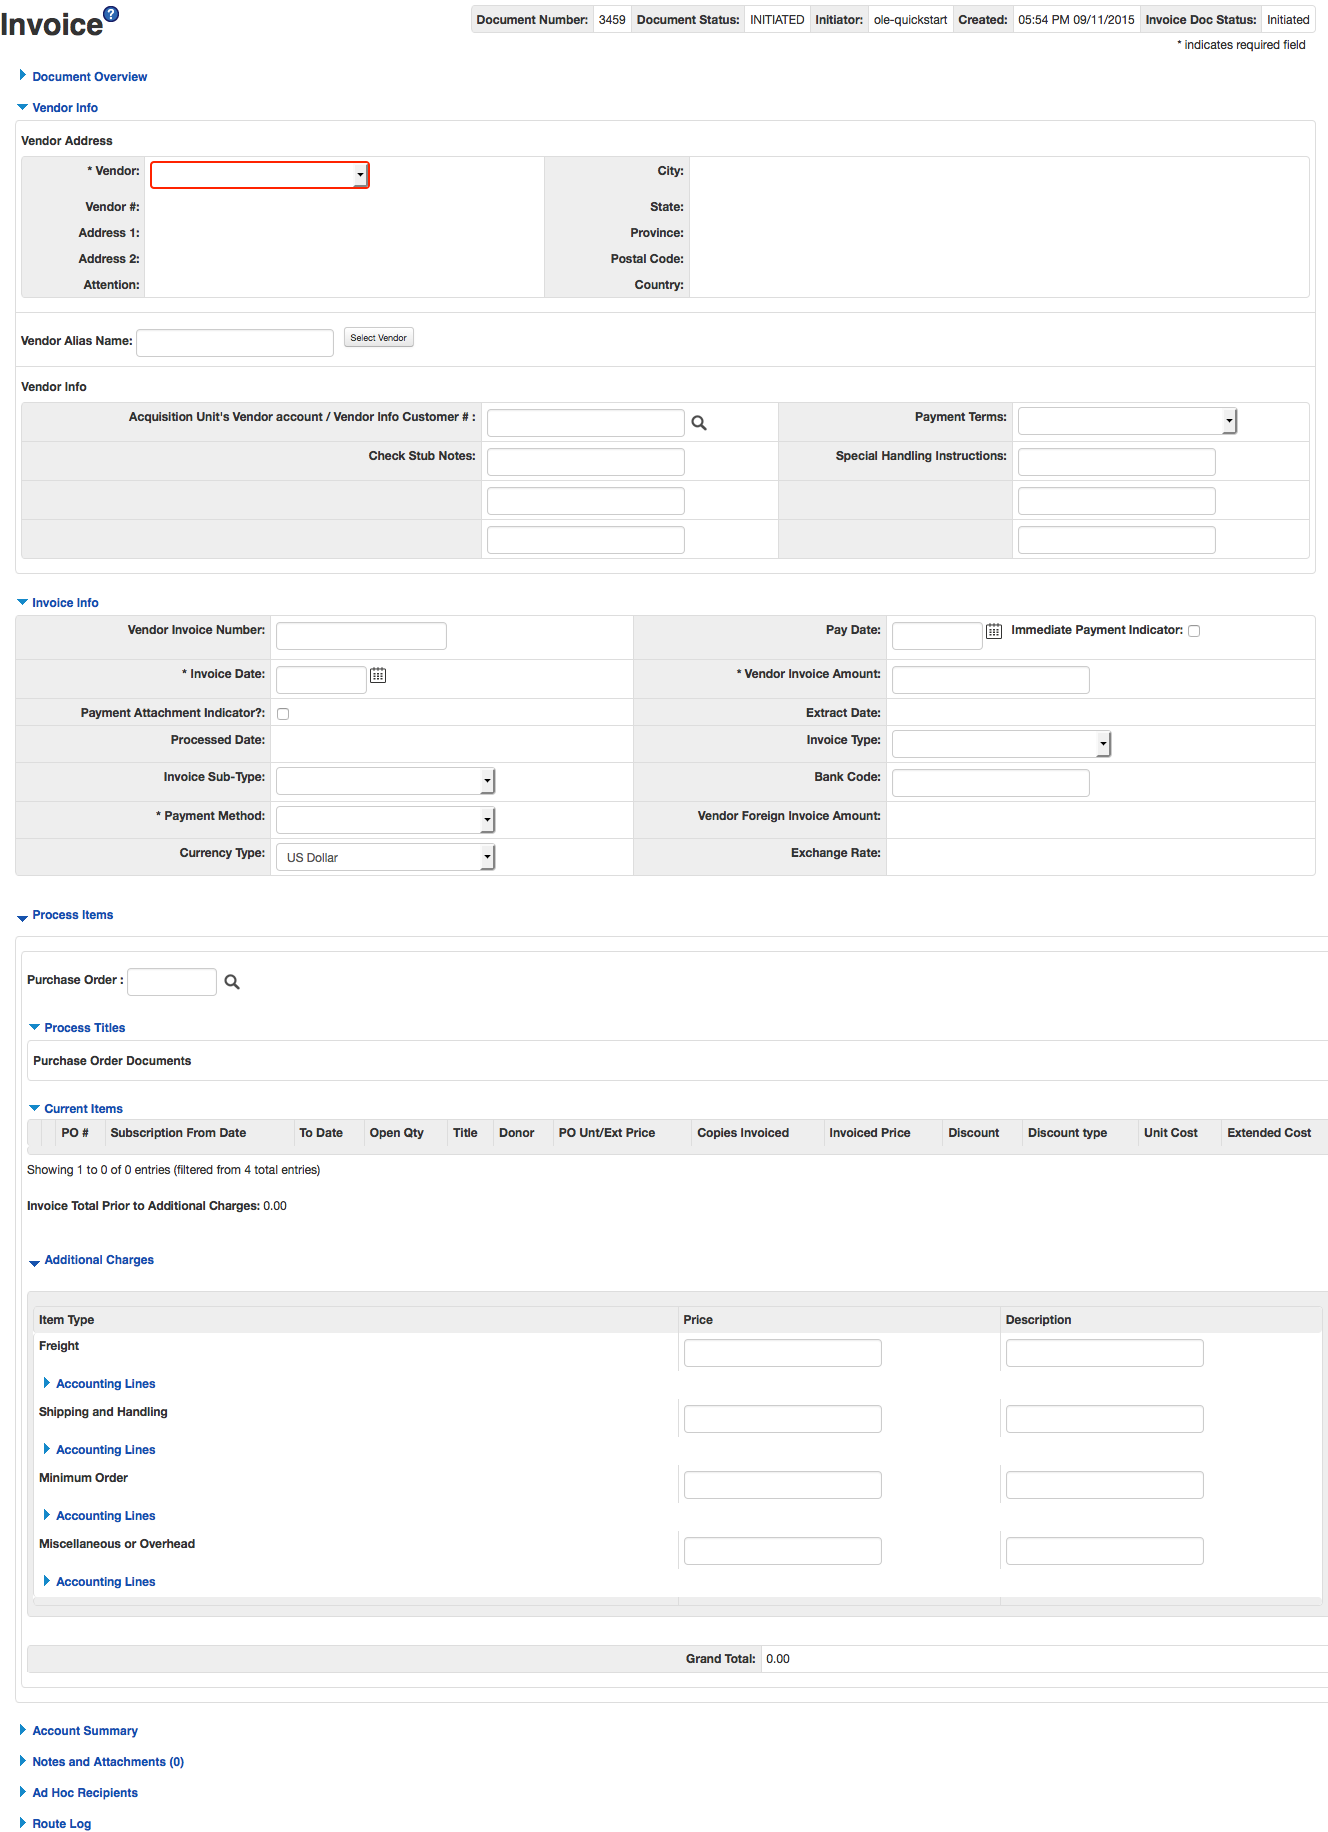 Invoice?
Document Number: 3459 Document Status: INITIATED Initiator: ole-quickstart Created: 05:54 PM 09/11/2015 Invoice Doc Status: Initiated
* indicates required field
Document Overview
Vendor Info
Vendor Address
* Vendor: City:
Vendor #: State:
Address 1: Province:
Address 2: Postal Code:
Attention: Country:
Vendor Alias Name: Select Vendor
Vendor Info
Acquisition Unit's Vendor account / Vendor Info Customer # : Payment Terms:
Check Stub Notes: Special Handling Instructions:
Invoice Info
Vendor Invoice Number: Pay Date: Immediate Payment Indicator:
* Invoice Date: * Vendor Invoice Amount:
Payment Attachment Indicator?: Extract Date:
Processed Date: Invoice Type:
Invoice Sub-Type: Bank Code:
* Payment Method: Vendor Foreign Invoice Amount:
Currency Type: US Dollar Exchange Rate:
Process Items
Purchase Order :
Process Titles
Purchase Order Documents
Current Items
PO # Subscription From Date To Date Open Qty Title Donor PO Unt/Ext Price Copies Invoiced Invoiced Price Discount Discount type Unit Cost Extended Cost
Showing 1 to 0 of 0 entries (filtered from 4 total entries)
Invoice Total Prior to Additional Charges: 0.00
Additional Charges
Item Type Price Description
Freight
Accounting Lines
Shipping and Handling
Accounting Lines
Minimum Order
Accounting Lines
Miscellaneous or Overhead
Accounting Lines
Grand Total: 0.00
Account Summary
Notes and Attachments (0)
Ad Hoc Recipients
Route Log